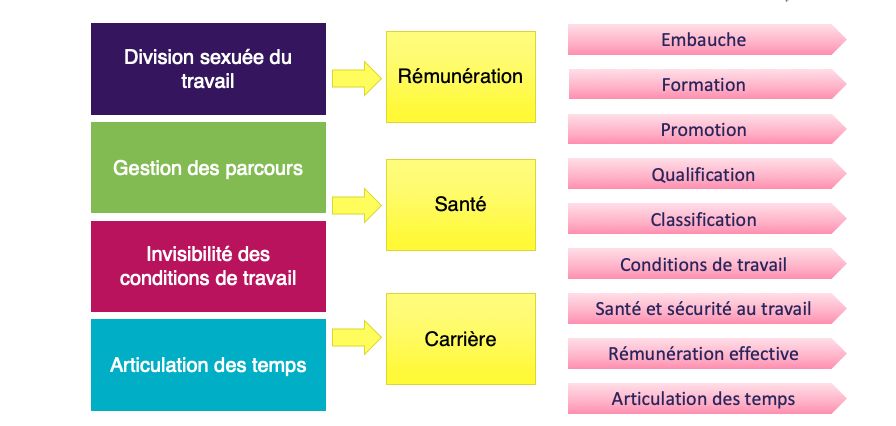 Division sexuée du
travail
Gestion des parcours
Invisibilité des
conditions de travail
Articulation des temps
Rémunération
Santé
Carrière
Embauche
Formation
Promotion
Qualification
Classification
Conditions de travail
Santé et sécurité au travail
Rémunération effective
Articulation des temps